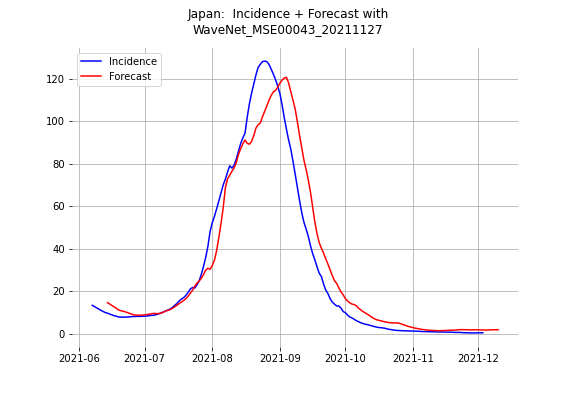 Japan: Incidence + Forecast with
WaveNet_MSE00043_20211127
Incidence
Forecast
120
100
80
60
40
20
0
2021-06 2021-07 2021-08 2021-09 2021-10 2021-11 2021-12